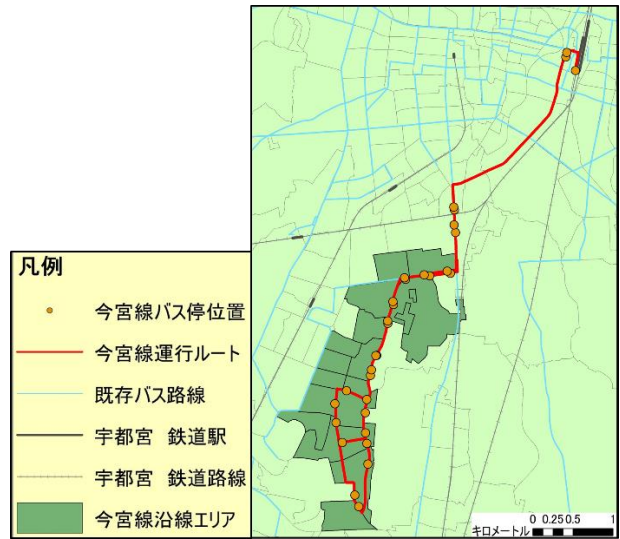 凡例
今宮線バス停位置
今宮線運行ルート
既存バス路線
宇都宮 鉄道駅
宇都宮 鉄道路線
今宮線沿線エリア
0 0.250.5 1
キロメートル